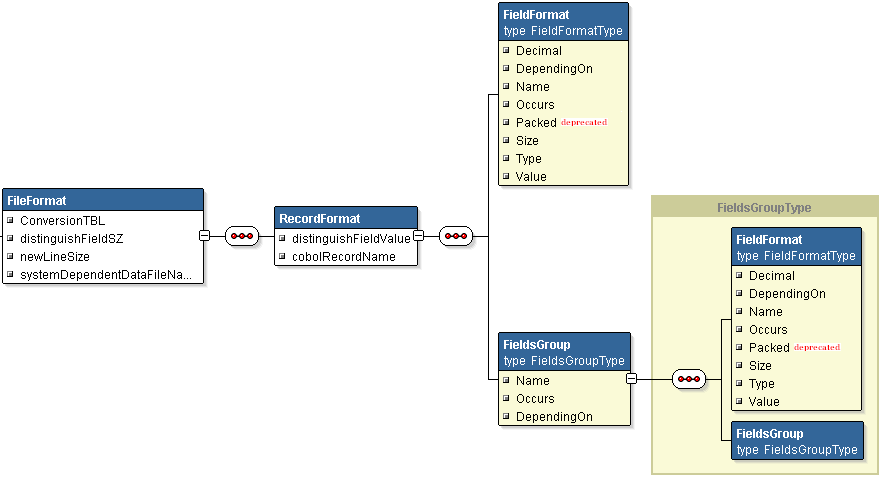 FileFormat
ConversionTBL
distinguishFieldSZ
newLineSize
systemDependentDataFileNa...
RecordFormat
distinguishFieldValue
cobolRecordName
FieldFormat
type FieldFormatType
Decimal
DependingOn
Name
Occurs
Packed deprecated
Size
Type
Value
FieldsGroup
type FieldsGroupType
Name
Occurs
DependingOn
FieldsGroupType
FieldFormat
type FieldFormatType
Decimal
DependingOn
Name
Occurs
Packed deprecated
Size
Type
Value
FieldsGroup
type FieldsGroupType